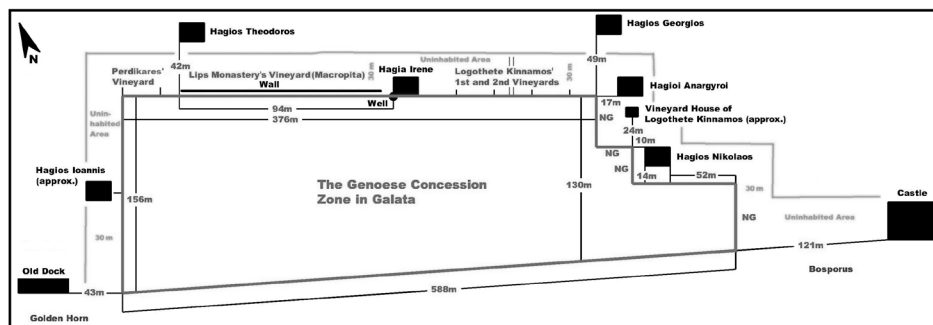 Hagios Theodoros
Hagios Georgios
N
42m
49m
Uninhabited Area
Perdikares'
Vineyard
Lips Monastery's Vineyard(Macropita)
Wall
30 m
Hagia Irene
Logothete Kinnamos'
1st and 2nd Vineyards
30 m
Hagioi Anargyroi
Well
17m
94m
376m
NG
Vineyard House of
Logothete Kinnamos (approx.)
Unin-
habited
Area
24m
10m
NG
Hagios Nikolaos
Hagios Ioannis
(approx.)
NG
14m
52m
156m
The Genoese Concession
Zone in Galata
130m
30 m
Castle
NG
Uninhabited Area
30 m
121m
Old Dock
Bosporus
43m
588m
Golden Horn